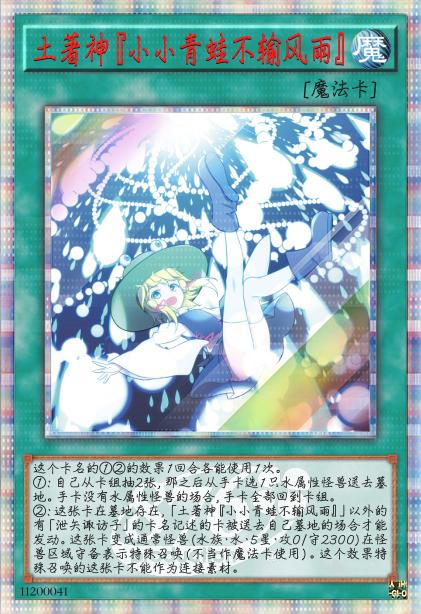 土著神『小小青蛙不输风雨』
魔
[魔法卡]
这个卡名的①②的效果1回合各能使用1次。
①：自己从卡组抽2张，那之后从手卡选1只水属性怪兽送去墓
地。手卡没有水属性怪兽的场合，手卡全部回到卡组。
②：这张卡在墓地存在，「土著神『小小青蛙不输风雨』」以外的
有「泄矢诹访子」的卡名记述的卡被送去自己墓地的场合才
能发动。这张卡变成通常怪兽（水族·水·5星·攻0/守2300）在怪
兽区域守备表示特殊召唤（不当作魔法卡使用）。这个效果特
殊召唤的这张卡不能作为连接素材。
11200041